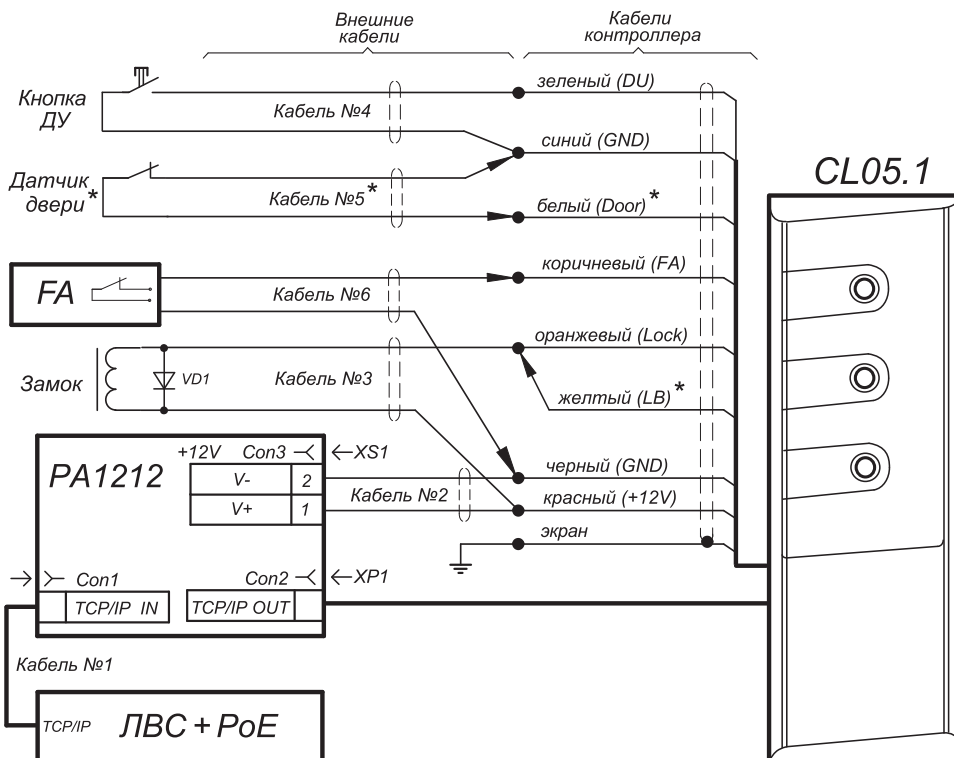 Внешние
кабели
Кабели
контроллера
Кнопка
ДУ
Кабель №4
зеленый (DU)
синий (GND)
CL05.1
Датчик
двери*
Кабель №5*
белый (Door)*
FA
Кабель №6
коричневый (FA)
оранжевый (Lock)
Замок
VD1
Кабель №3
желтый (LB)*
PA1212
+12V Con3 XS1
V- 2
V+ 1
Кабель №2
черный (GND)
красный (+12V)
экран
Con1
Con2 XP1
TCP/IP IN
TCP/IP OUT
Кабель №1
TCP/IP
ЛВС + PoE